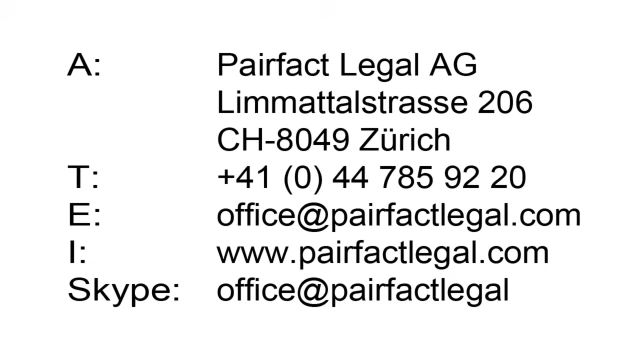 A: Pairfact Legal AG
Limmattalstrasse 206
CH-8049 Zürich
T: +41 (0) 44 785 92 20
E: office@pairfactlegal.com
I: www.pairfactlegal.com
Skype: office@pairfactlegal